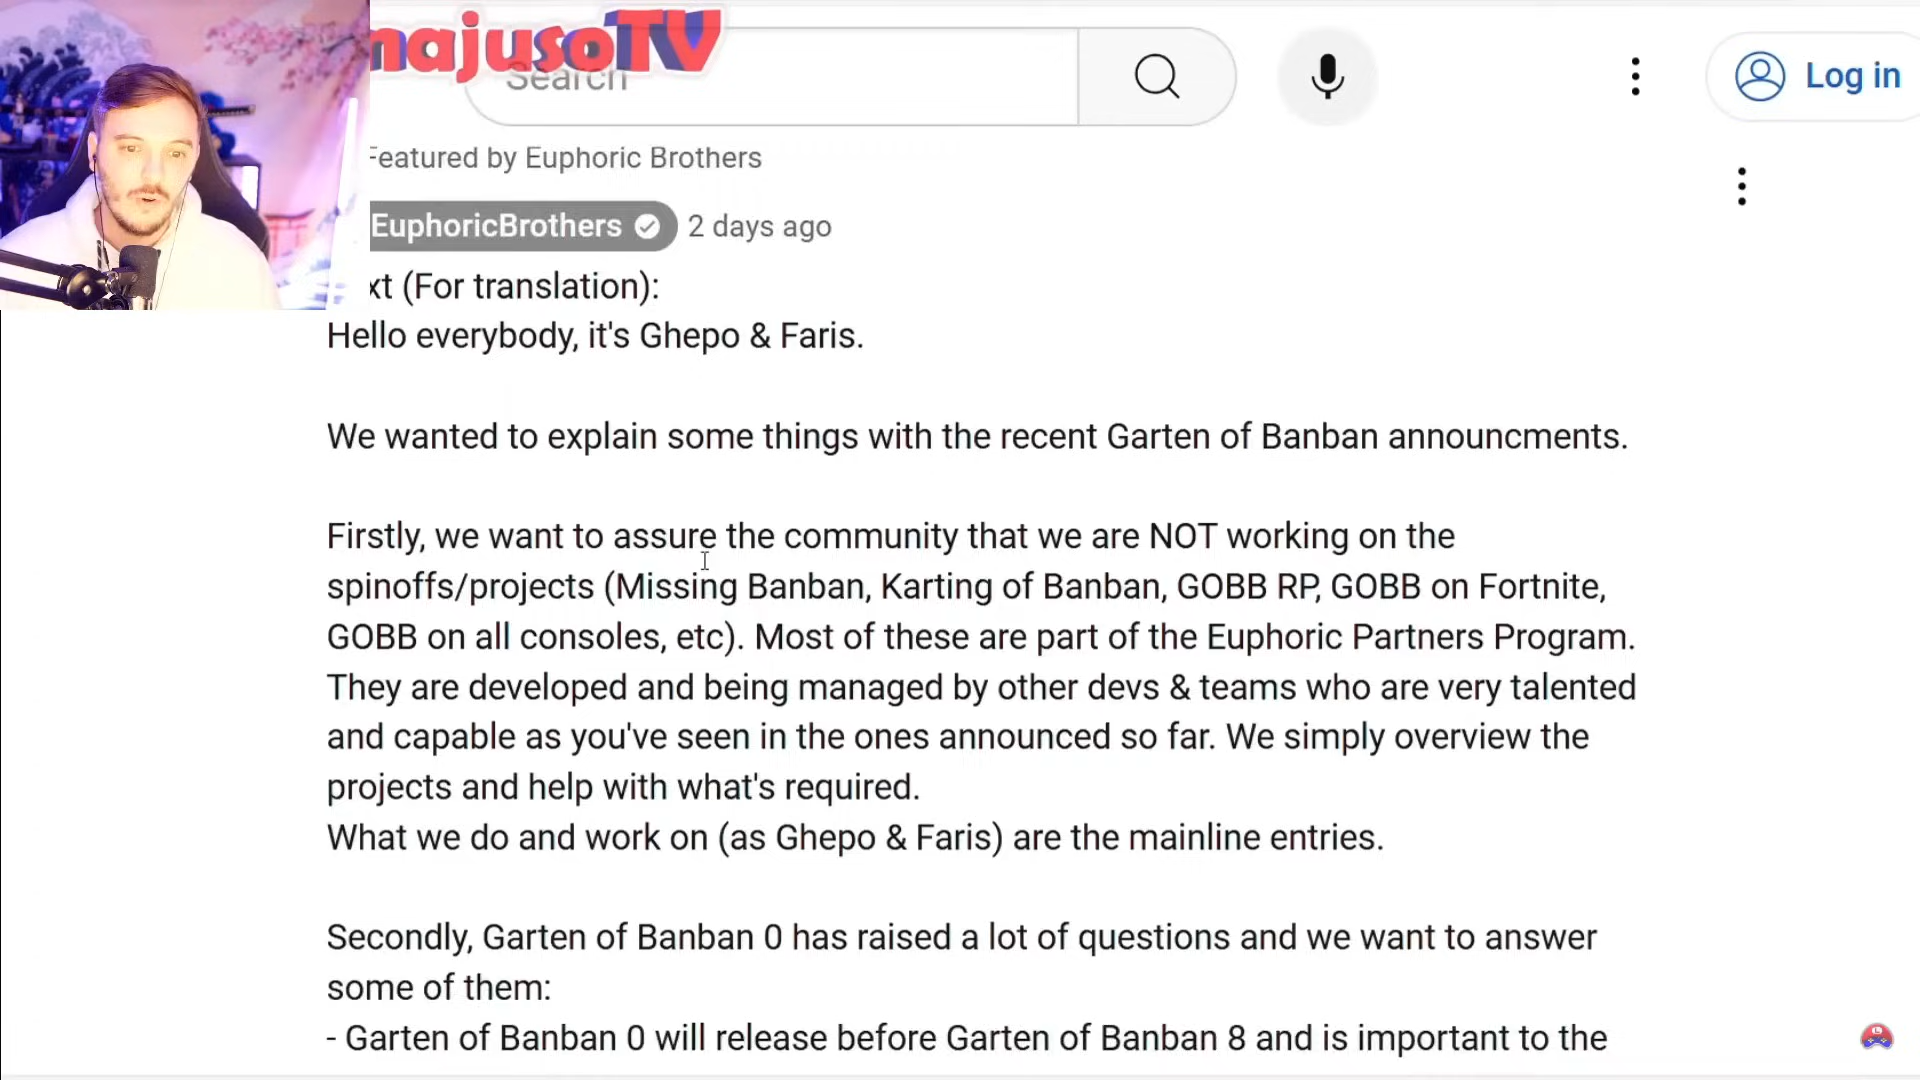 najusoTV
Search
Log in
Featured by Euphoric Brothers
EuphoricBrothers 2 days ago
xt (For translation):
Hello everybody, it's Ghepo & Faris.
We wanted to explain some things with the recent Garten of Banban announcments.
Firstly, we want to assure the community that we are NOT working on the
spinoffs/projects (Missing Banban, Karting of Banban, GOBB RP, GOBB on Fortnite,
GOBB on all consoles, etc). Most of these are part of the Euphoric Partners Program.
They are developed and being managed by other devs & teams who are very talented
and capable as you've seen in the ones announced so far. We simply overview the
projects and help with what's required.
What we do and work on (as Ghepo & Faris) are the mainline entries.
Secondly, Garten of Banban 0 has raised a lot of questions and we want to answer
some of them:
- Garten of Banban 0 will release before Garten of Banban 8 and is important to the